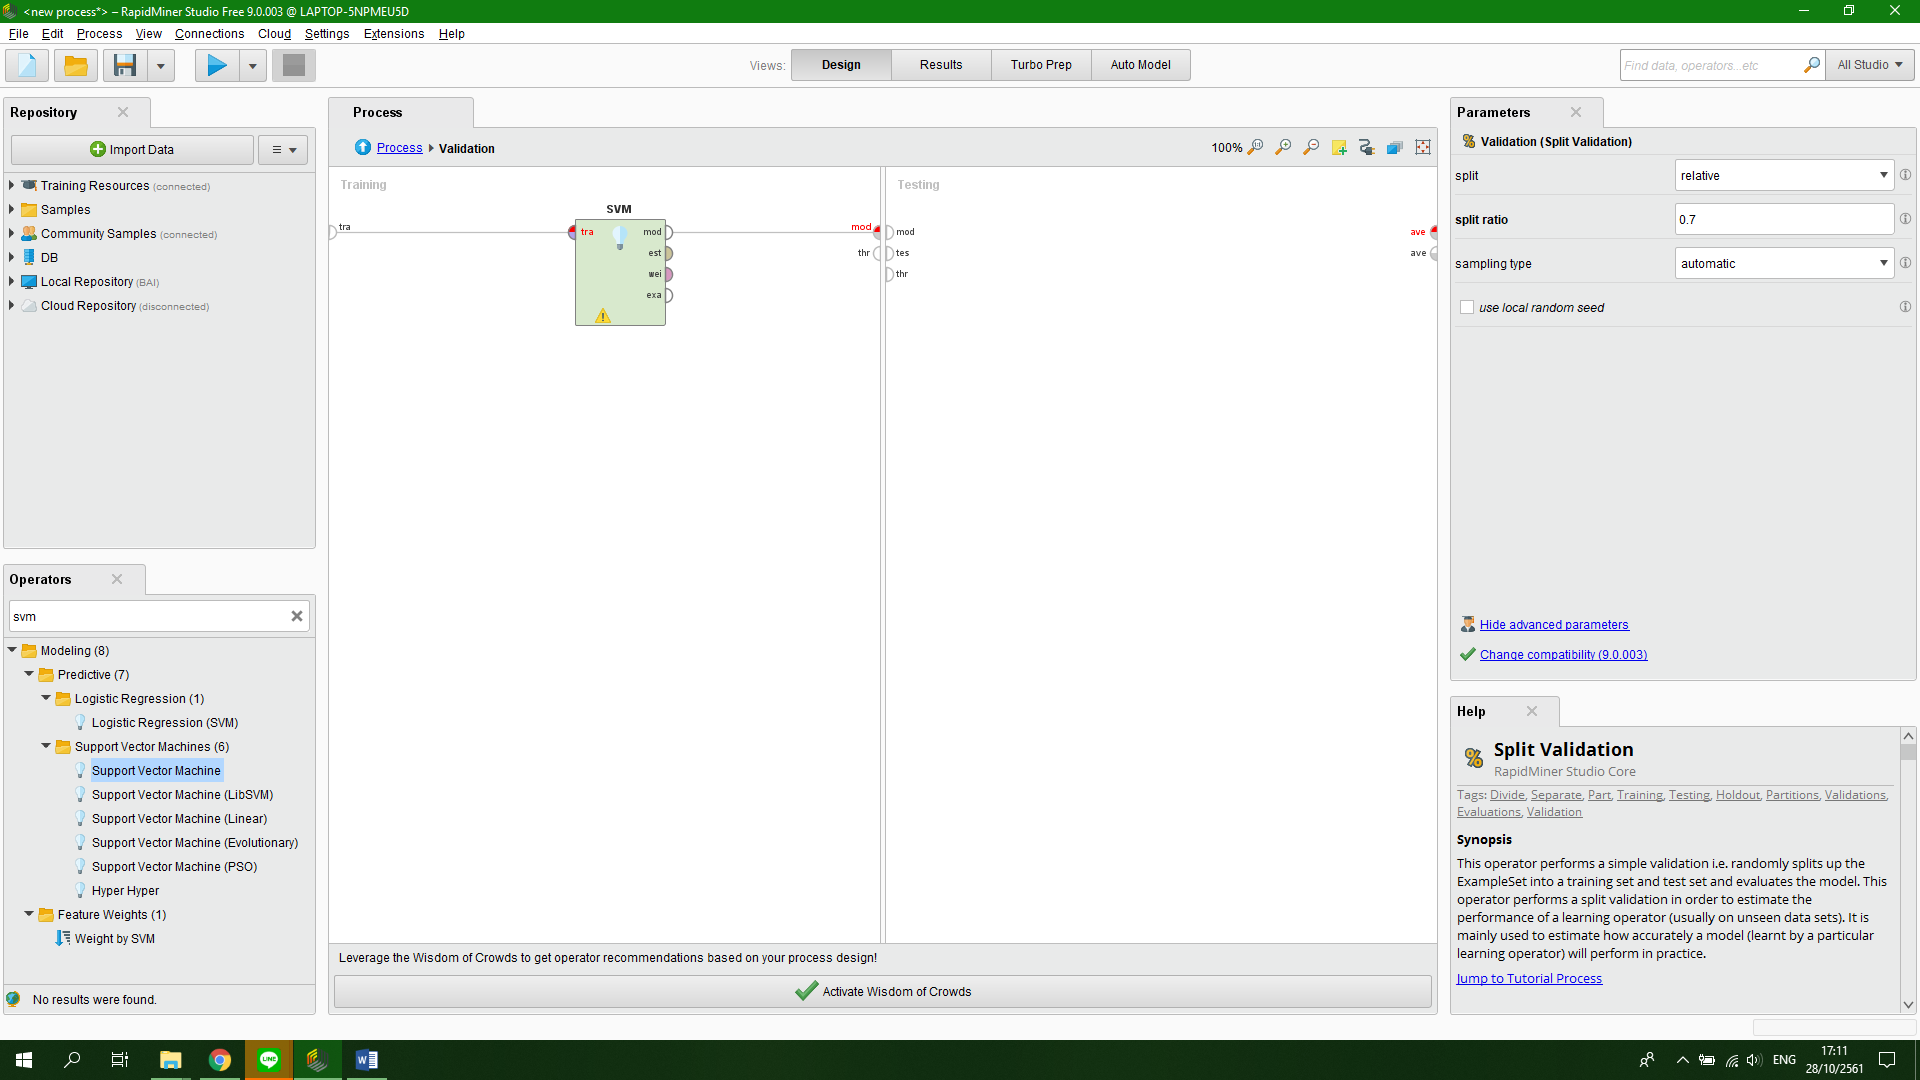 <new process*> – RapidMiner Studio Free 9.0.003 @ LAPTOP-5NPMEU5D
File Edit Process View Connections Cloud Settings Extensions Help
Views: Design Results Turbo Prep Auto Model
Find data, operators...etc All Studio
Repository
Import Data
Training Resources (connected)
Samples
Community Samples (connected)
DB
Local Repository (BAI)
Cloud Repository (disconnected)
Operators
svm
Modeling (8)
Predictive (7)
Logistic Regression (1)
Logistic Regression (SVM)
Support Vector Machines (6)
Support Vector Machine
Support Vector Machine (LibSVM)
Support Vector Machine (Linear)
Support Vector Machine (Evolutionary)
Support Vector Machine (PSO)
Hyper Hyper
Feature Weights (1)
Weight by SVM
No results were found.
Process
Process Validation
100%
Training
tra
SVM
tra mod
est
wei
exa
mod
thr
Testing
mod
tes
thr
ave
ave
Leverage the Wisdom of Crowds to get operator recommendations based on your process design!
Activate Wisdom of Crowds
Parameters
Validation (Split Validation)
split relative
split ratio 0.7
sampling type automatic
use local random seed
Hide advanced parameters
Change compatibility (9.0.003)
Help
Split Validation
RapidMiner Studio Core
Tags: Divide, Separate, Part, Training, Testing, Holdout, Partitions, Validations,
Evaluations, Validation
Synopsis
This operator performs a simple validation i.e. randomly splits up the
ExampleSet into a training set and test set and evaluates the model. This
operator performs a split validation in order to estimate the
performance of a learning operator (usually on unseen data sets). It is
mainly used to estimate how accurately a model (learnt by a particular
learning operator) will perform in practice.
Jump to Tutorial Process
ENG
17:11
28/10/2561